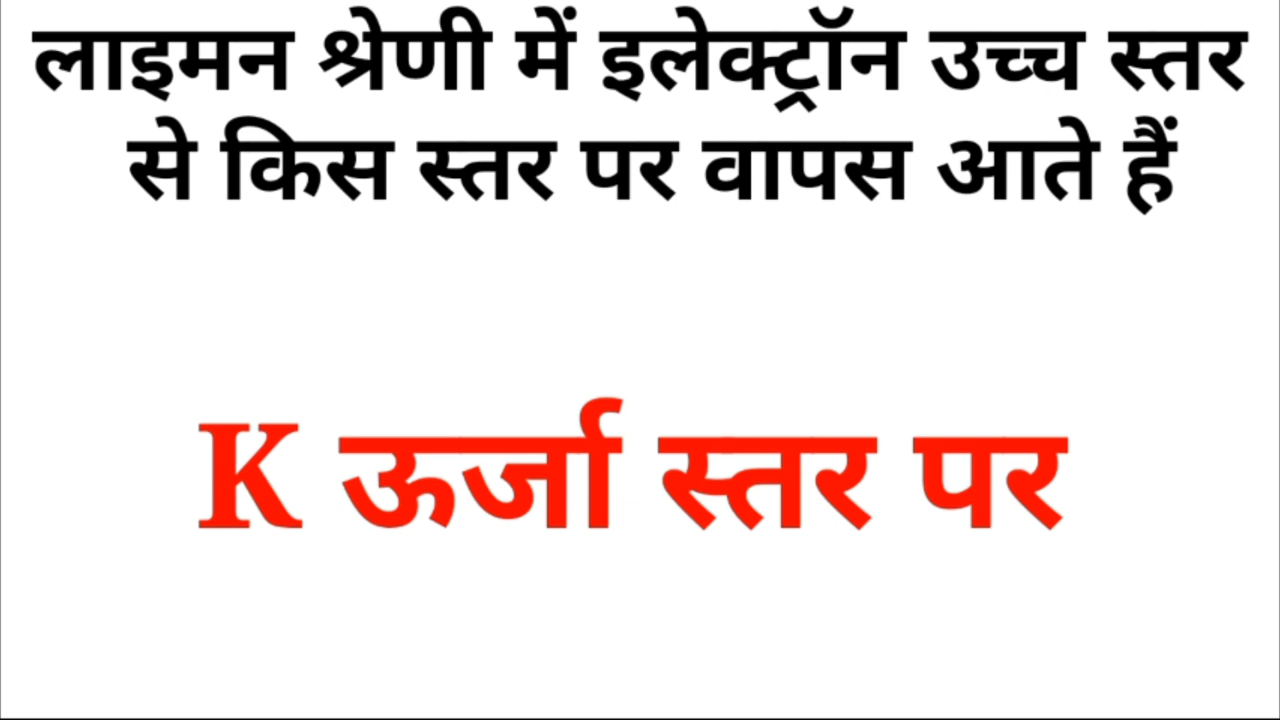 लाइमन श्रेणी में इलेक्ट्रॉन उच्च स्तर
से किस स्तर पर वापस आते हैं
K ऊर्जा स्तर पर